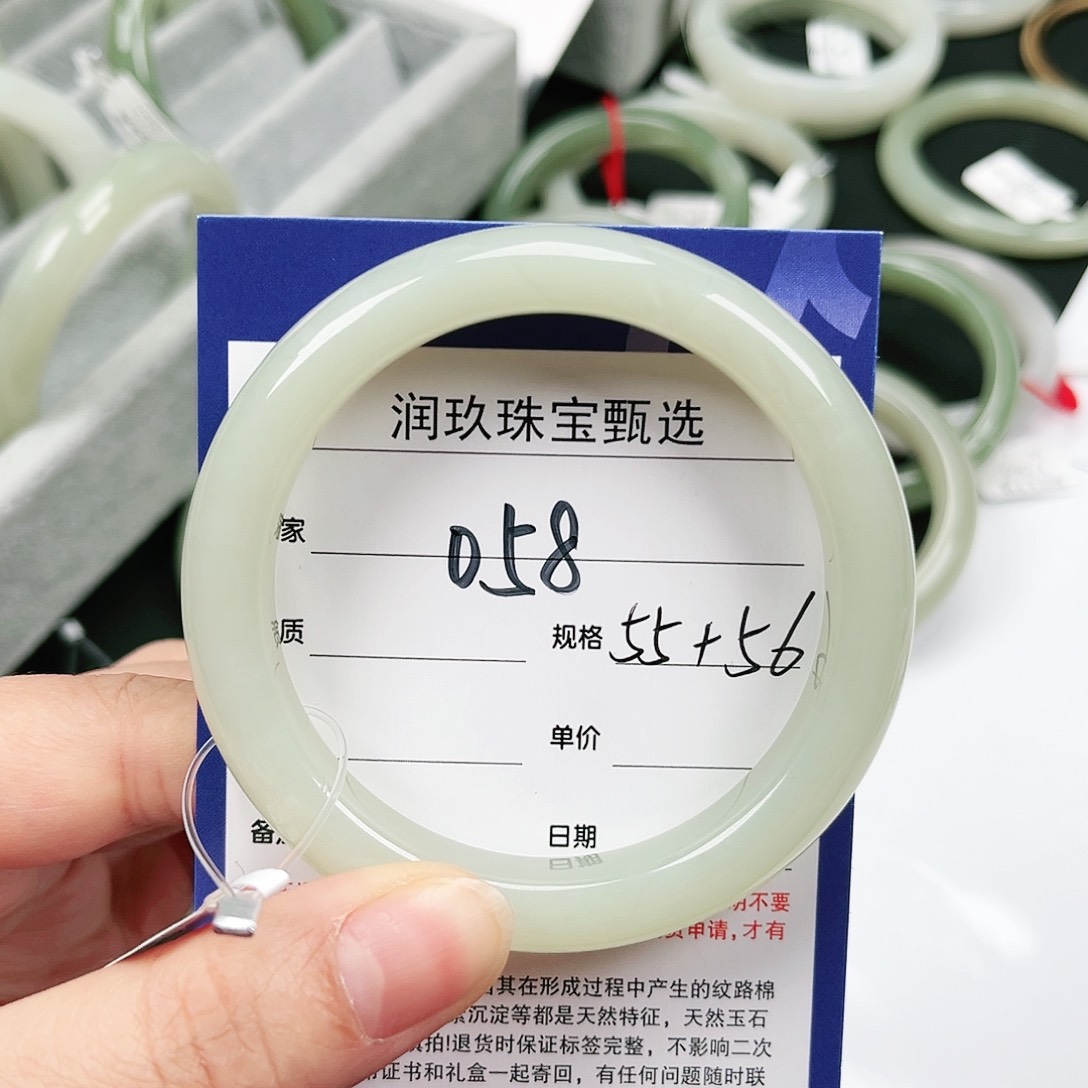 润玖珠宝甄选
家
058
质
规格 55+56
单价
备
日期
期不要
申请,才有
其在形成过程中产生的纹路棉
沉淀等都是天然特征，天然玉石
拍!退货时保证标签完整，不影响二次
证书和礼盒一起寄回，有任何问题随时联